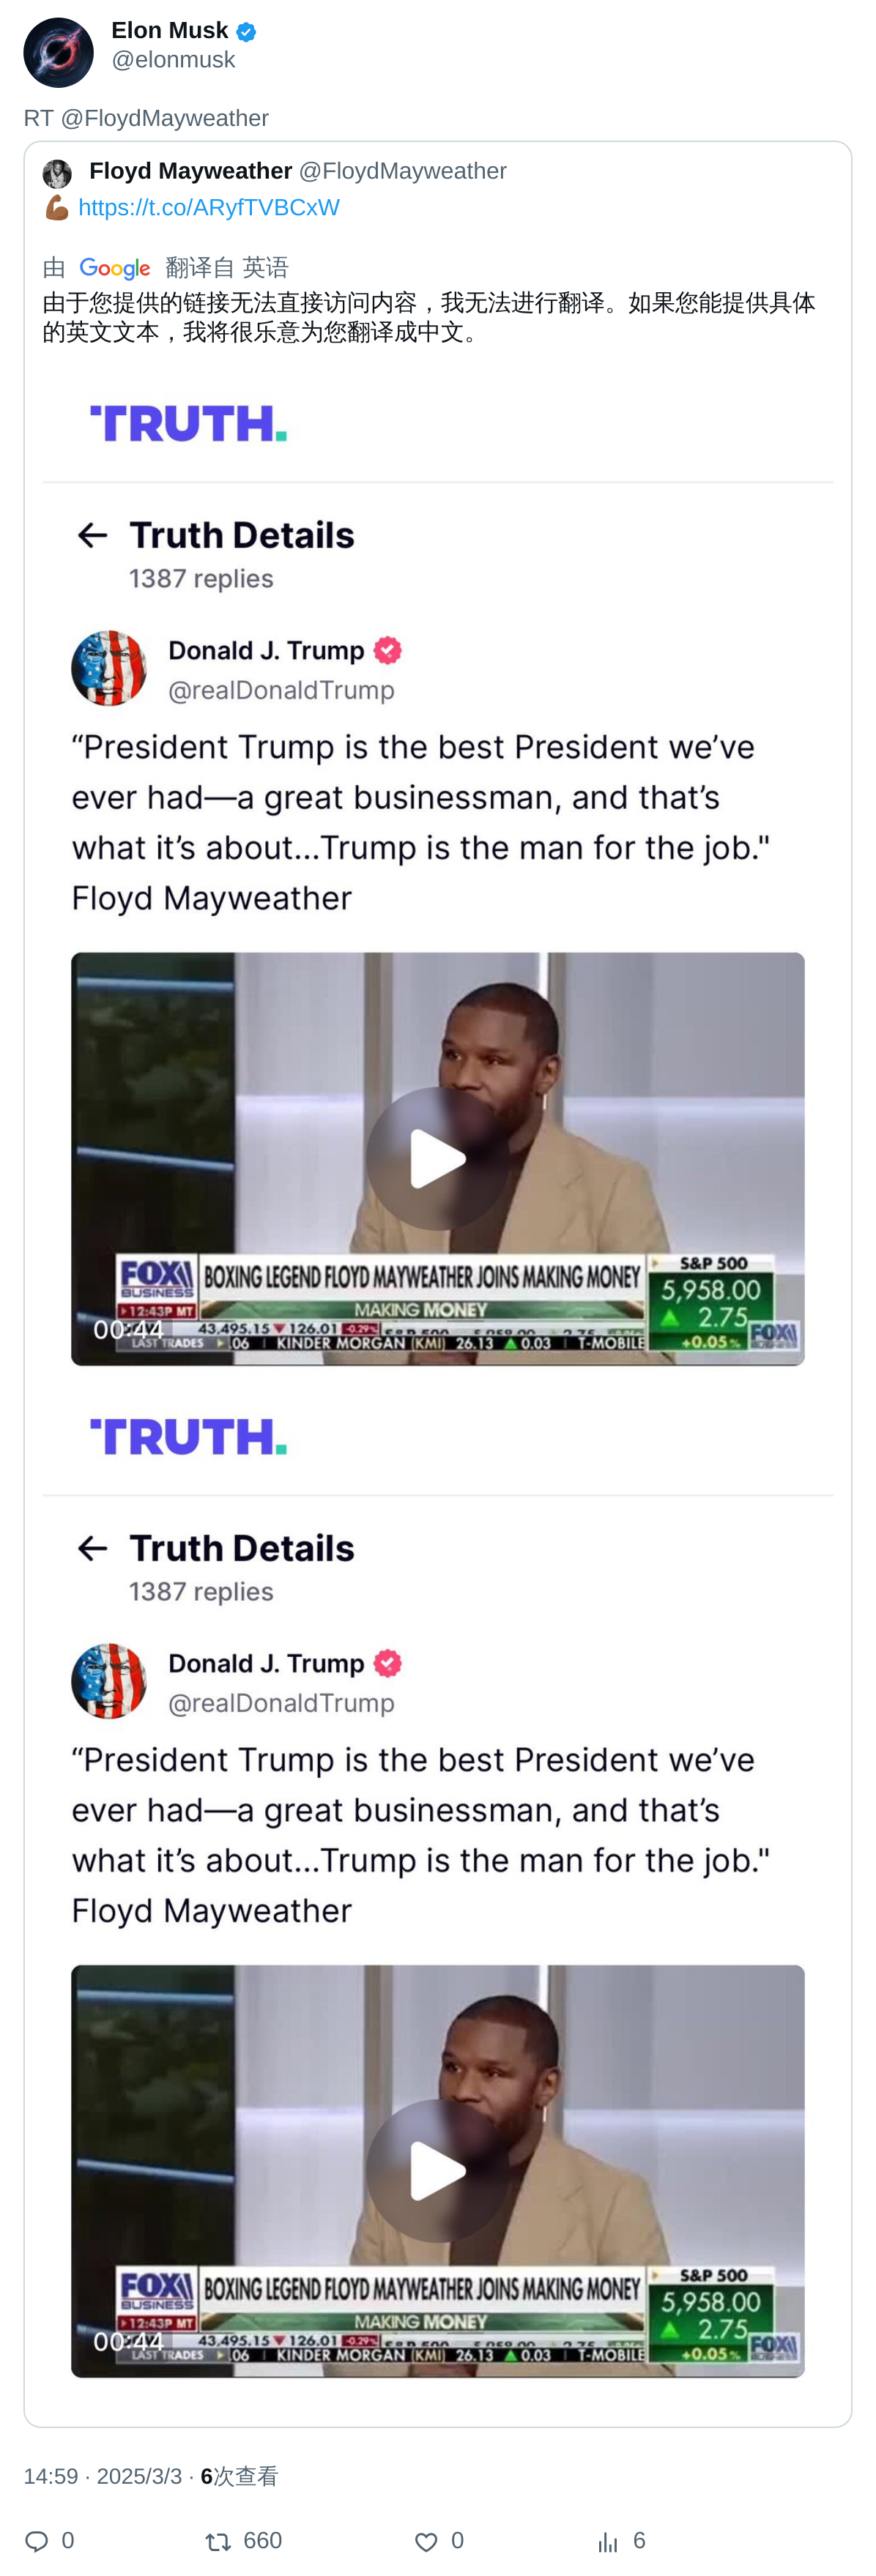 Elon Musk
@elonmusk
RT @FloydMayweather
Floyd Mayweather @FloydMayweather
💪🏾 https://t.co/ARyfTVBCxW
由 Google 翻译自 英语
由于您提供的链接无法直接访问内容，我无法进行翻译。如果您能提供具体
的英文文本，我将很乐意为您翻译成中文。
TRUTH.
← Truth Details
1387 replies
Donald J. Trump
@realDonaldTrump
“President Trump is the best President we’ve
ever had—a great businessman, and that’s
what it’s about...Trump is the man for the job."
Floyd Mayweather
FOX BUSINESS
BOXING LEGEND FLOYD MAYWEATHER JOINS MAKING MONEY
S&P 500
5,958.00
▲ 2.75
+0.05%
12:43P MT
MAKING MONEY
00:44
43,495.15 ▼126.01 -0.29%
LAST TRADES .06 | KINDER MORGAN (KMI) 26.13 ▲0.03 | T-MOBILE
FOX
TRUTH.
← Truth Details
1387 replies
Donald J. Trump
@realDonaldTrump
“President Trump is the best President we’ve
ever had—a great businessman, and that’s
what it’s about...Trump is the man for the job."
Floyd Mayweather
FOX BUSINESS
BOXING LEGEND FLOYD MAYWEATHER JOINS MAKING MONEY
S&P 500
5,958.00
▲ 2.75
+0.05%
12:43P MT
MAKING MONEY
00:44
43,495.15 ▼126.01 -0.29%
LAST TRADES .06 | KINDER MORGAN (KMI) 26.13 ▲0.03 | T-MOBILE
FOX
14:59 · 2025/3/3 · 6次查看
0 660 0 6